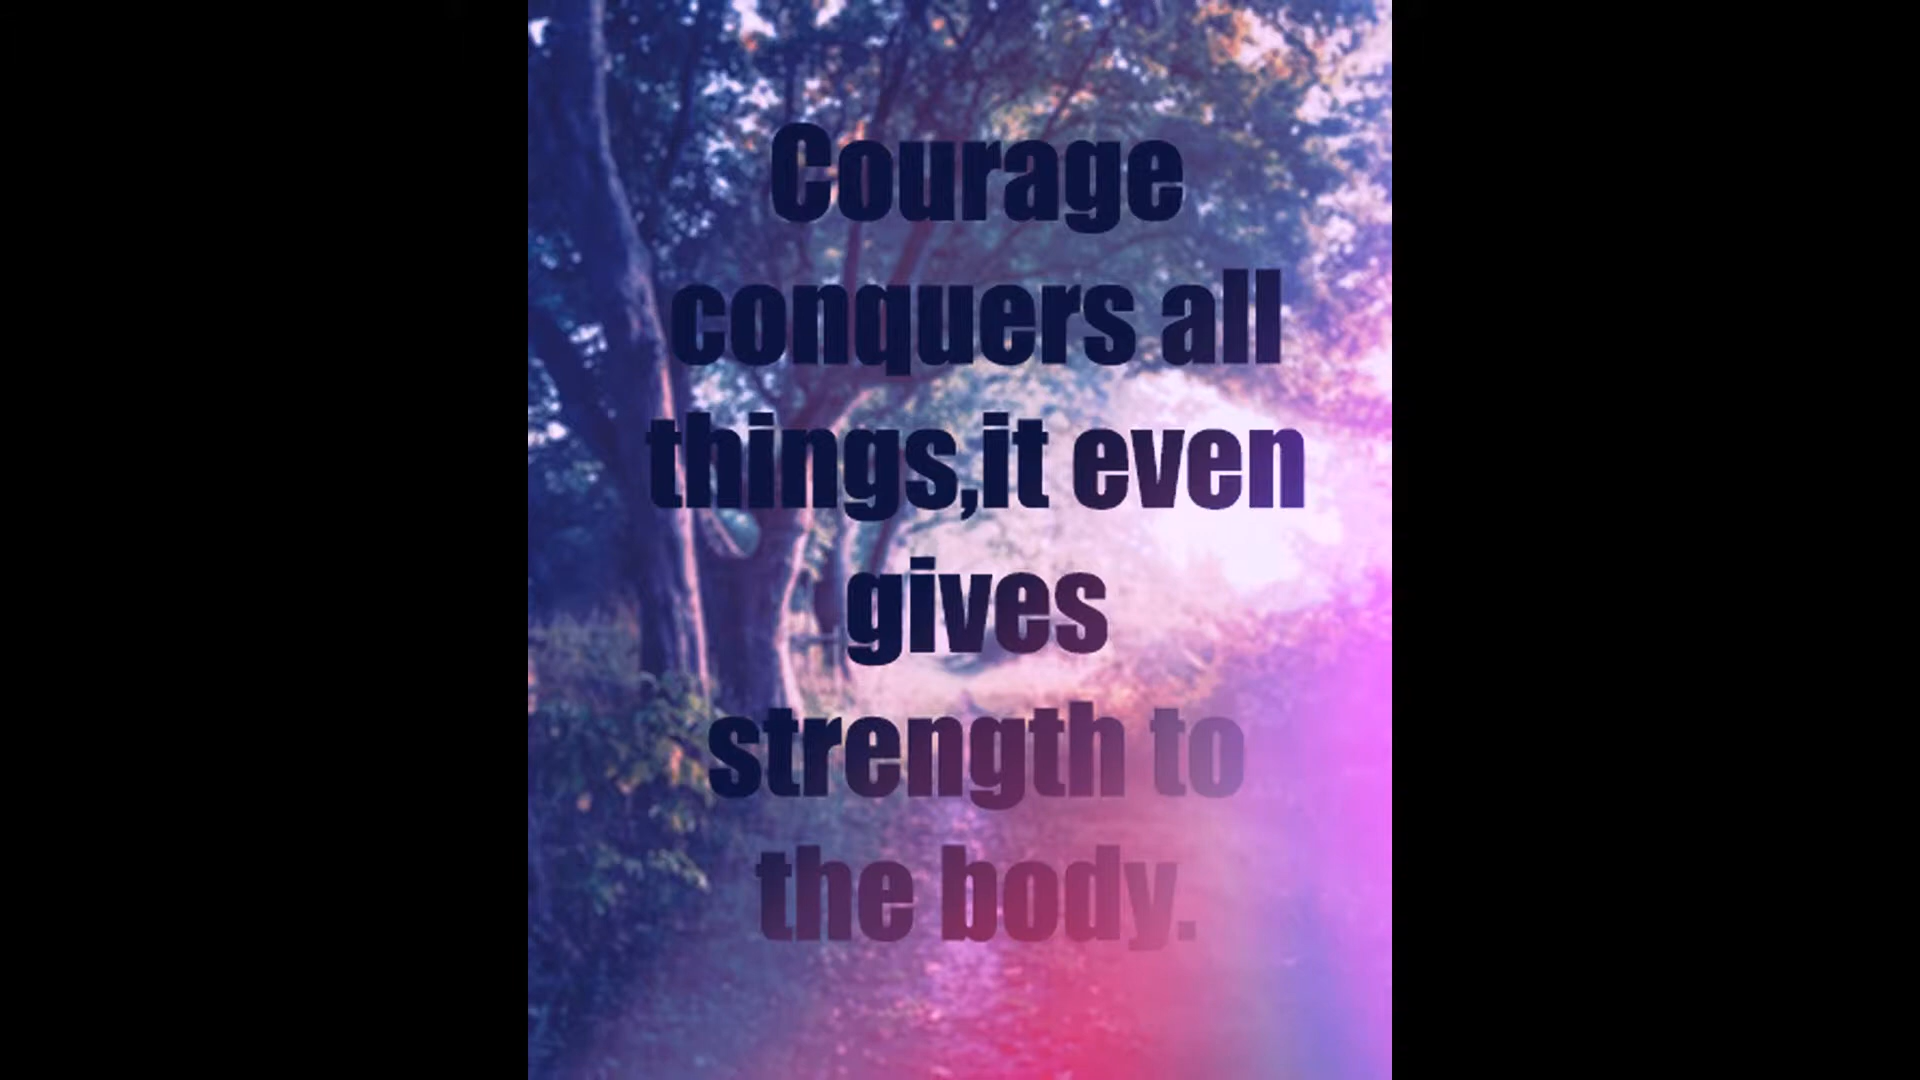 Courage
conquers all
things,it even
gives
strength to
the body.